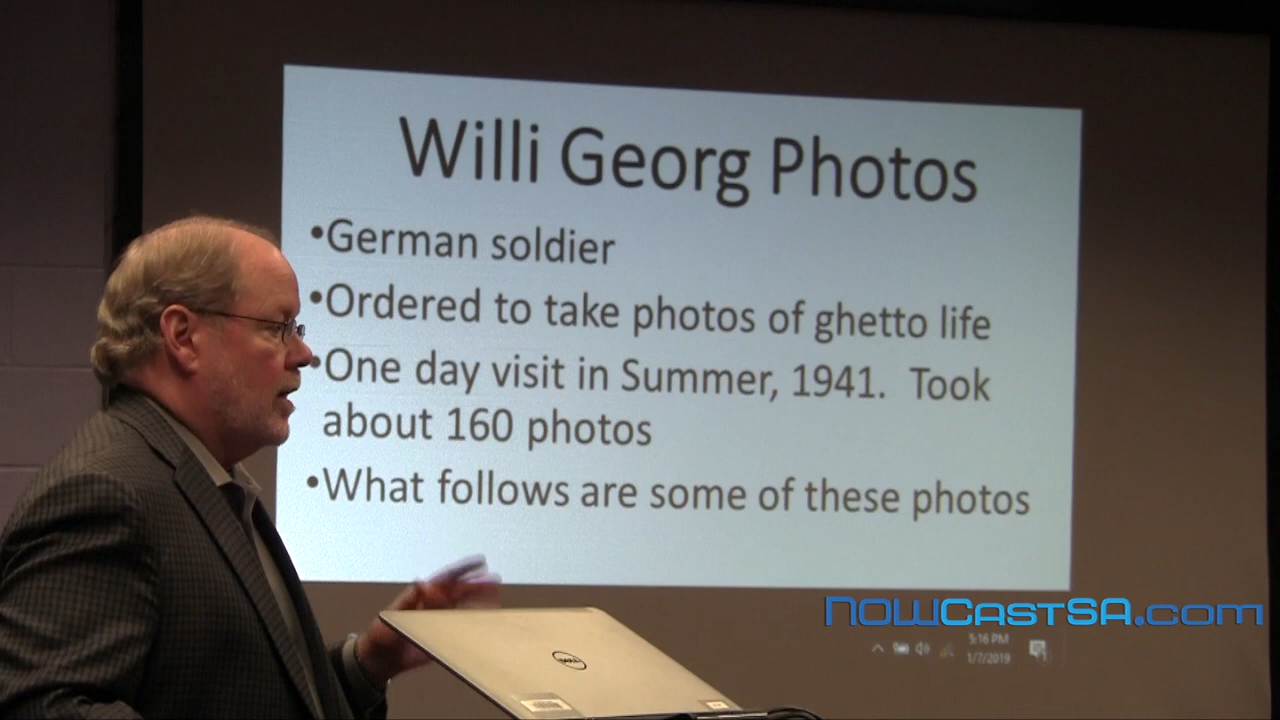 Willi Georg Photos
•German soldier
•Ordered to take photos of ghetto life
•One day visit in Summer, 1941. Took
about 160 photos
•What follows are some of these photos
NOWCastSA.com
5:16 PM
1/7/2019
DELL